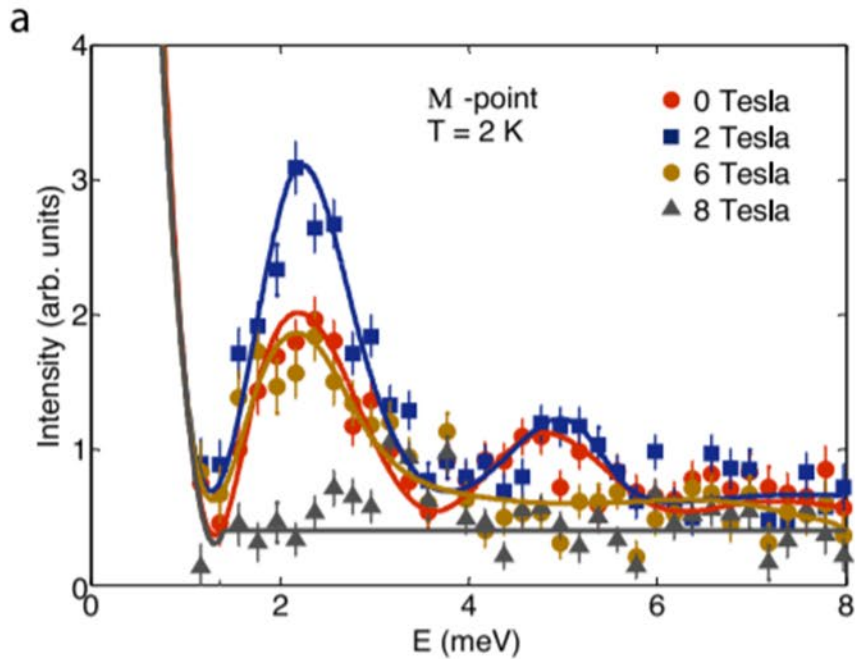 a
M -point
T = 2 K
0 Tesla
2 Tesla
6 Tesla
8 Tesla
4
3
2
1
0
Intensity (arb. units)
0
2
4
6
8
E (meV)